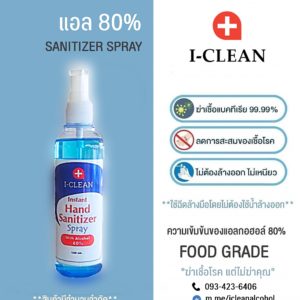 แอล 80%
SANITIZER SPRAY
I-CLEAN
Instant
Hand
Sanitizer
Spray
With Alcohol
80%
I-CLEAN
ฆ่าเชื้อแบคทีเรีย 99.99%
ลดการสะสมของเชื้อโรค
ไม่ต้องล้างออก ไม่เหนียว
**ใช้ฉีดล้างมือโดยไม่ต้องใช้น้ำล้างออก**
ความเข้มข้นของแอลกอฮอล์ 80%
FOOD GRADE
"ฆ่าเชื้อโรค แต่ไม่ฆ่าคุณ"
093-423-6406
m.me/icleanalcohol